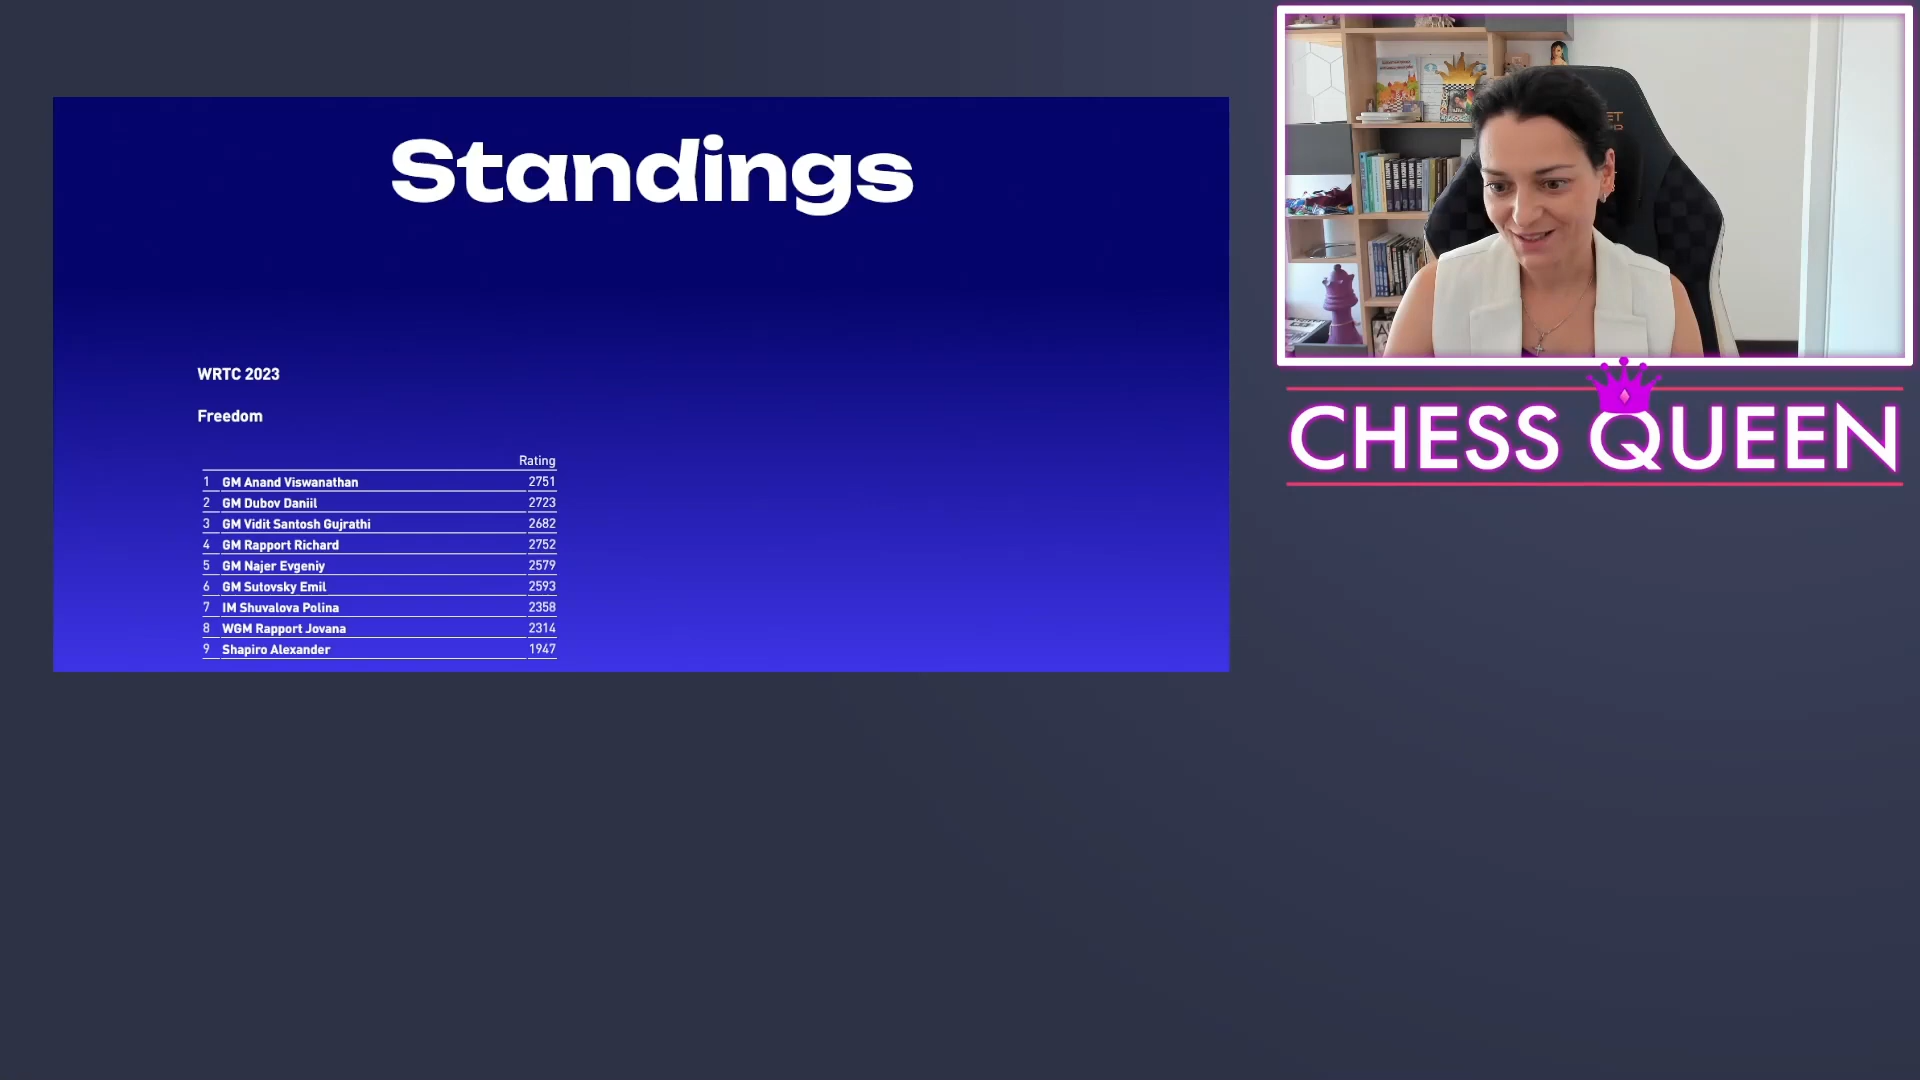 Standings
WRTC 2023
Freedom
Rating
1 GM Anand Viswanathan 2751
2 GM Dubov Daniil 2723
3 GM Vidit Santosh Gujrathi 2682
4 GM Rapport Richard 2752
5 GM Najer Evgeniy 2579
6 GM Sutovsky Emil 2593
7 IM Shuvalova Polina 2358
8 WGM Rapport Jovana 2314
9 Shapiro Alexander 1947
CHESS QUEEN